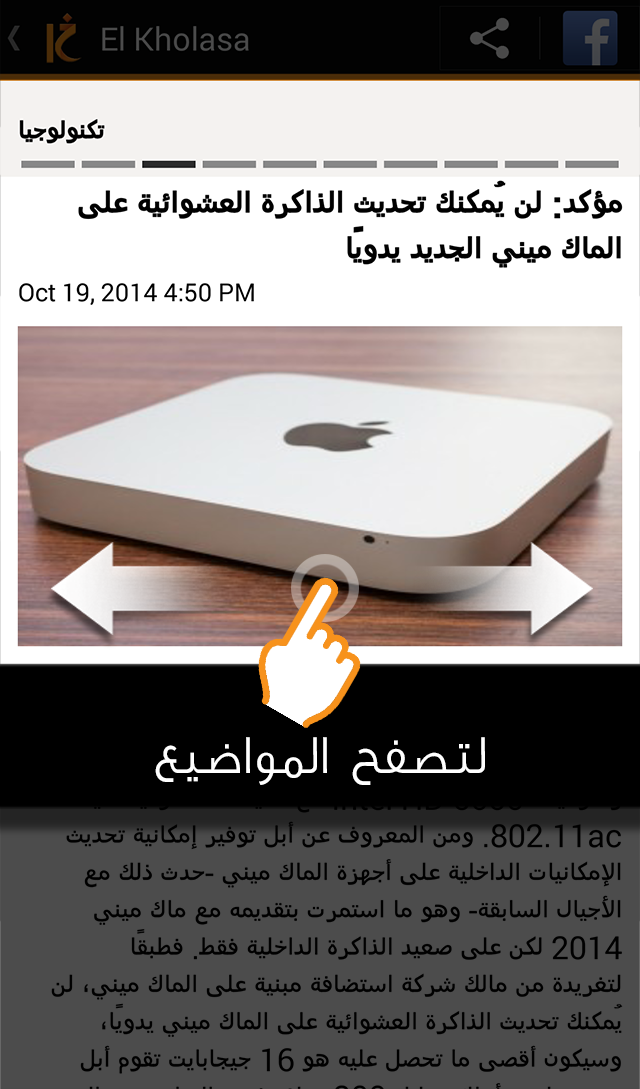 El Kholasa
تكنولوجيا
مؤكد: لن يُمكنك تحديث الذاكرة العشوائية على
الماك ميني الجديد يدويًا
Oct 19, 2014 4:50 PM
لتصفح المواضيع
802.11ac. ومن المعروف عن أبل توفير إمكانية تحديث
الإمكانيات الداخلية على أجهزة الماك ميني -حدث ذلك مع
الأجيال السابقة- وهو ما استمرت بتقديمه مع ماك ميني
2014 لكن على صعيد الذاكرة الداخلية فقط. فطبقًا
لتغريدة من مالك شركة استضافة مبنية على الماك ميني، لن
يُمكنك تحديث الذاكرة العشوائية على الماك ميني يدويًا،
وسيكون أقصى ما تحصل عليه هو 16 جيجابايت تقوم أبل